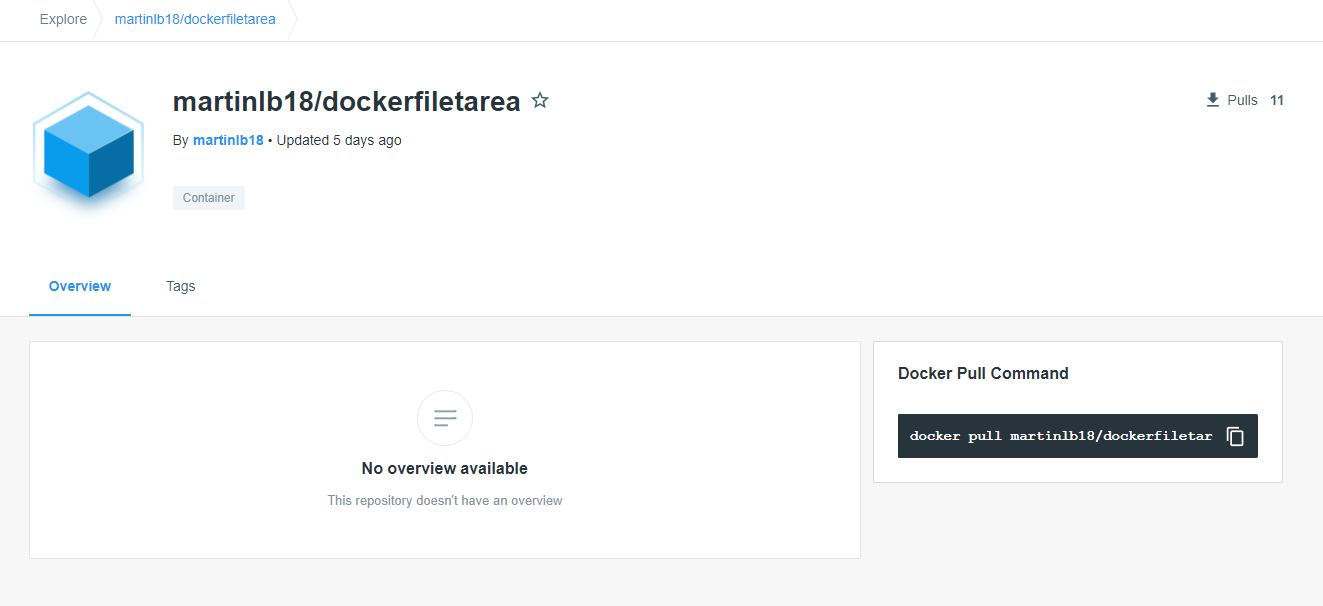 Explore
martinlb18/dockerfiletarea
martinlb18/dockerfiletarea
Pulls 11
By martinlb18 • Updated 5 days ago
Container
Overview
Tags
No overview available
This repository doesn't have an overview
Docker Pull Command
docker pull martinlb18/dockerfiletar